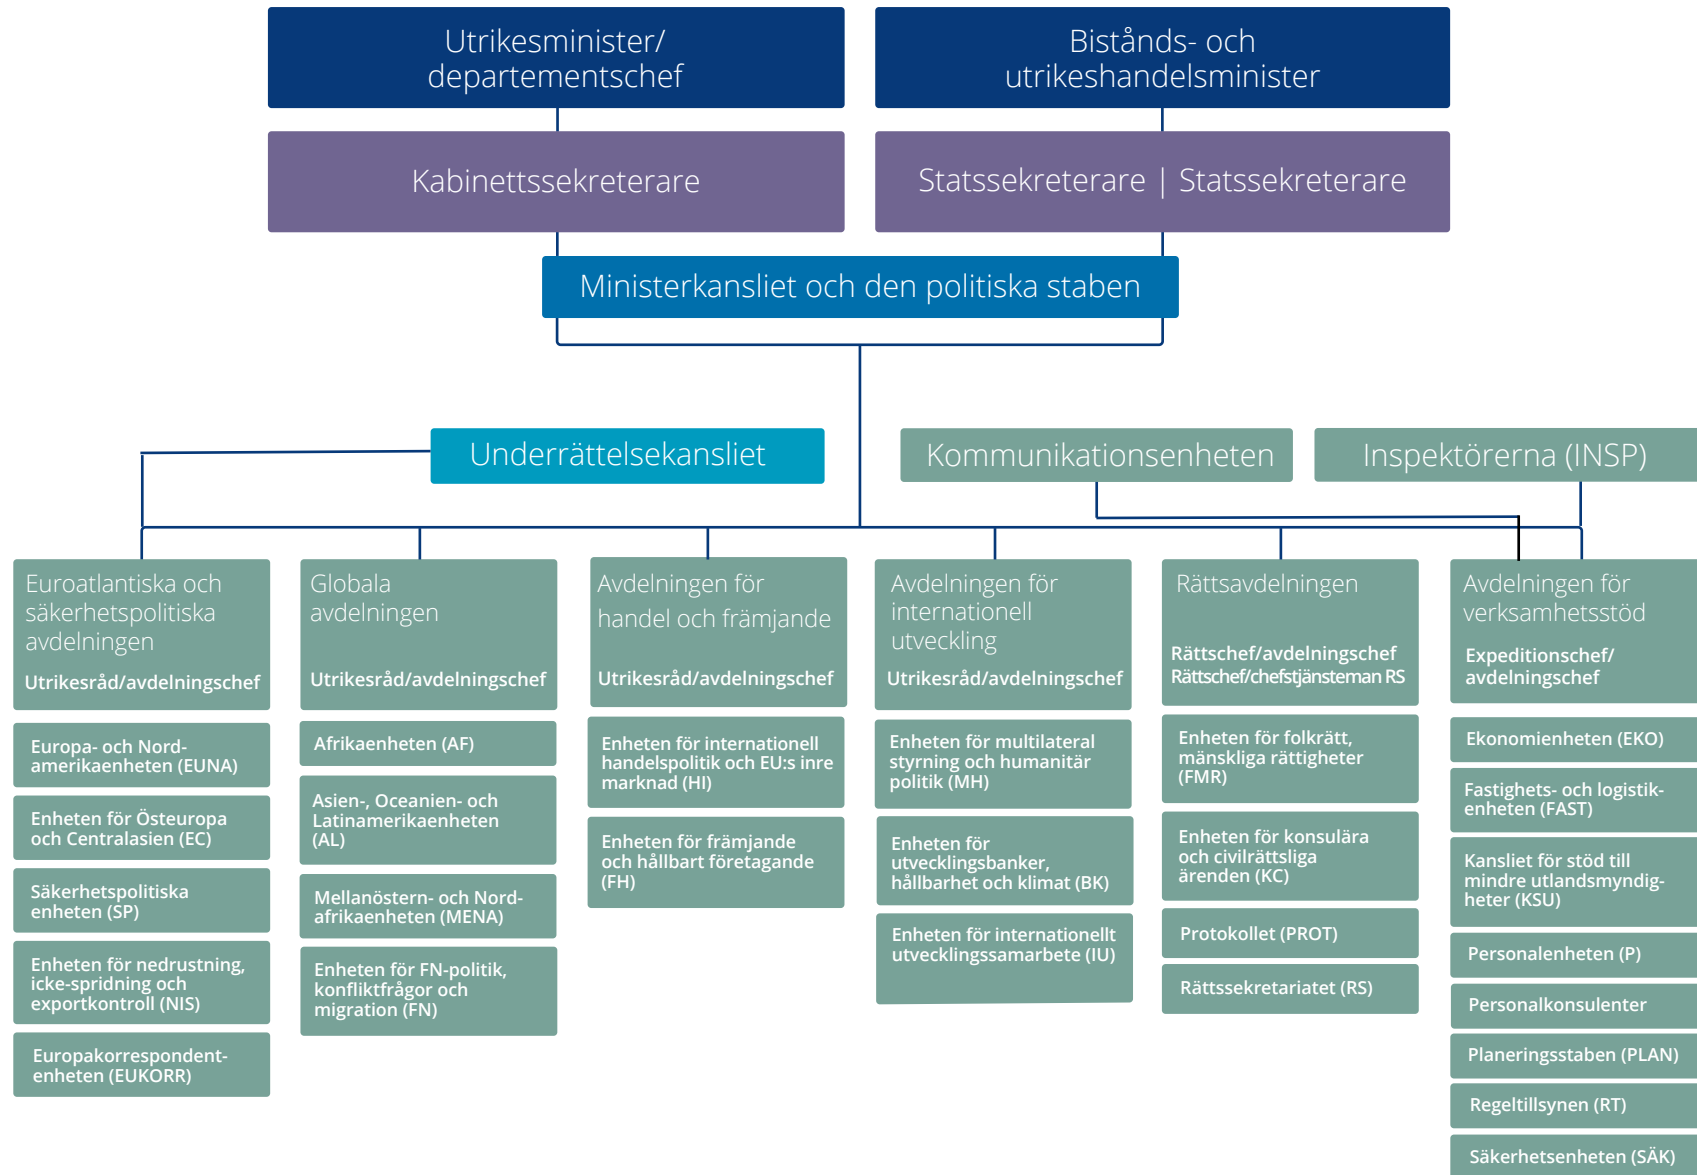 Utrikesminister/
departementschef
Bistånds- och
utrikeshandelsminister
Kabinettssekreterare
Statssekreterare | Statssekreterare
Ministerkansliet och den politiska staben
Underrättelsekansliet
Kommunikationsenheten
Inspektörerna (INSP)
Euroatlantiska och
säkerhetspolitiska
avdelningen
Utrikesråd/avdelningschef
Europa- och Nord-
amerikaenheten (EUNA)
Enheten för Östeuropa
och Centralasien (EC)
Säkerhetspolitiska
enheten (SP)
Enheten för nedrustning,
icke-spridning och
exportkontroll (NIS)
Europakorrespondent-
enheten (EUKORR)
Globala
avdelningen
Utrikesråd/avdelningschef
Afrikaenheten (AF)
Asien-, Oceanien- och
Latinamerikaenheten
(AL)
Mellanöstern- och Nord-
afrikaenheten (MENA)
Enheten för FN-politik,
konfliktfrågor och
migration (FN)
Avdelningen för
handel och främjande
Utrikesråd/avdelningschef
Enheten för internationell
handelspolitik och EU:s inre
marknad (HI)
Enheten för främjande
och hållbart företagande
(FH)
Avdelningen för
internationell
utveckling
Utrikesråd/avdelningschef
Enheten för multilateral
styrning och humanitär
politik (MH)
Enheten för
utvecklingsbanker,
hållbarhet och klimat (BK)
Enheten för internationellt
utvecklingssamarbete (IU)
Rättsavdelningen
Rättschef/avdelningschef
Rättschef/chefstjänsteman RS
Enheten för folkrätt,
mänskliga rättigheter
(FMR)
Enheten för konsulära
och civilrättsliga
ärenden (KC)
Protokollet (PROT)
Rättssekretariatet (RS)
Avdelningen för
verksamhetsstöd
Expeditionschef/
avdelningschef
Ekonomienheten (EKO)
Fastighets- och logistik-
enheten (FAST)
Kansliet för stöd till
mindre utlandsmyndig-
heter (KSU)
Personalenheten (P)
Personalkonsulenter
Planeringsstaben (PLAN)
Regeltillsynen (RT)
Säkerhetsenheten (SÄK)